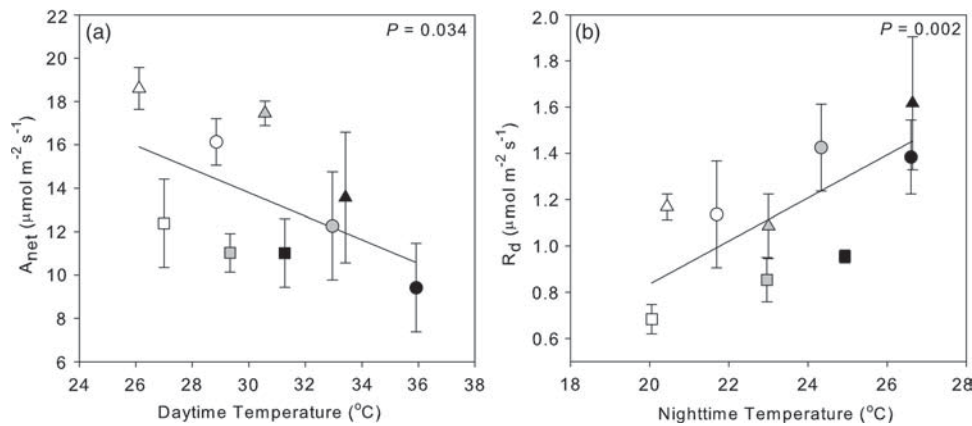 (a)
P = 0.034
22
20
18
16
14
12
10
8
6
24 26 28 30 32 34 36 38
A_net (μmol m⁻² s⁻¹)
Daytime Temperature (°C)
(b)
P = 0.002
2.0
1.8
1.6
1.4
1.2
1.0
0.8
0.6
18 20 22 24 26 28
R_d (μmol m⁻² s⁻¹)
Nighttime Temperature (°C)